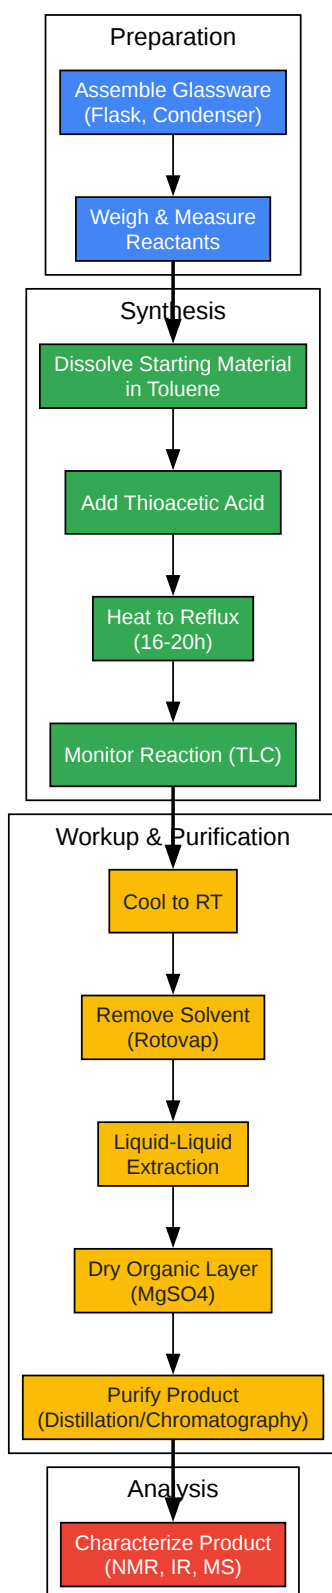 Preparation
Assemble Glassware
(Flask, Condenser)
Weigh & Measure
Reactants
Synthesis
Dissolve Starting Material
in Toluene
Add Thioacetic Acid
Heat to Reflux
(16-20h)
Monitor Reaction (TLC)
Workup & Purification
Cool to RT
Remove Solvent
(Rotovap)
Liquid-Liquid
Extraction
Dry Organic Layer
(MgSO4)
Purify Product
(Distillation/Chromatography)
Analysis
Characterize Product
(NMR, IR, MS)